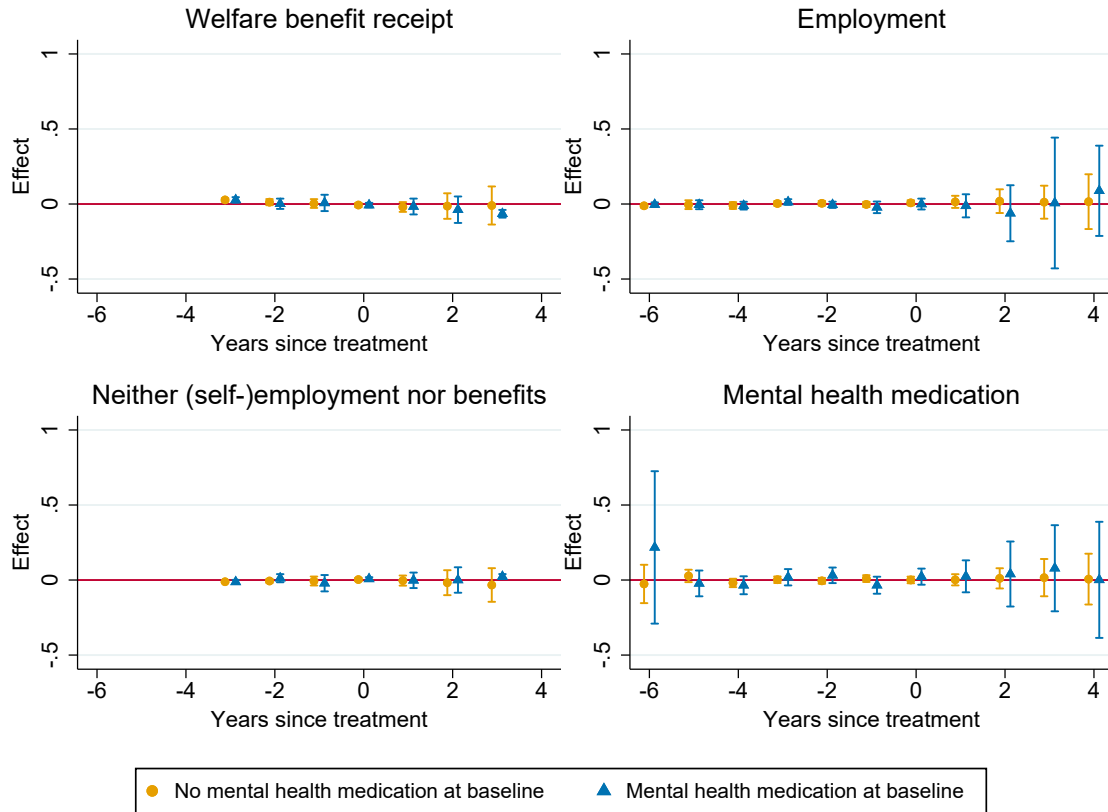 Welfare benefit receipt
Effect
1
.5
0
-.5
-6
-4
-2
0
2
4
Years since treatment
Employment
Effect
1
.5
0
-.5
-6
-4
-2
0
2
4
Years since treatment
Neither (self-)employment nor benefits
Effect
1
.5
0
-.5
-6
-4
-2
0
2
4
Years since treatment
Mental health medication
Effect
1
.5
0
-.5
-6
-4
-2
0
2
4
Years since treatment
No mental health medication at baseline
Mental health medication at baseline